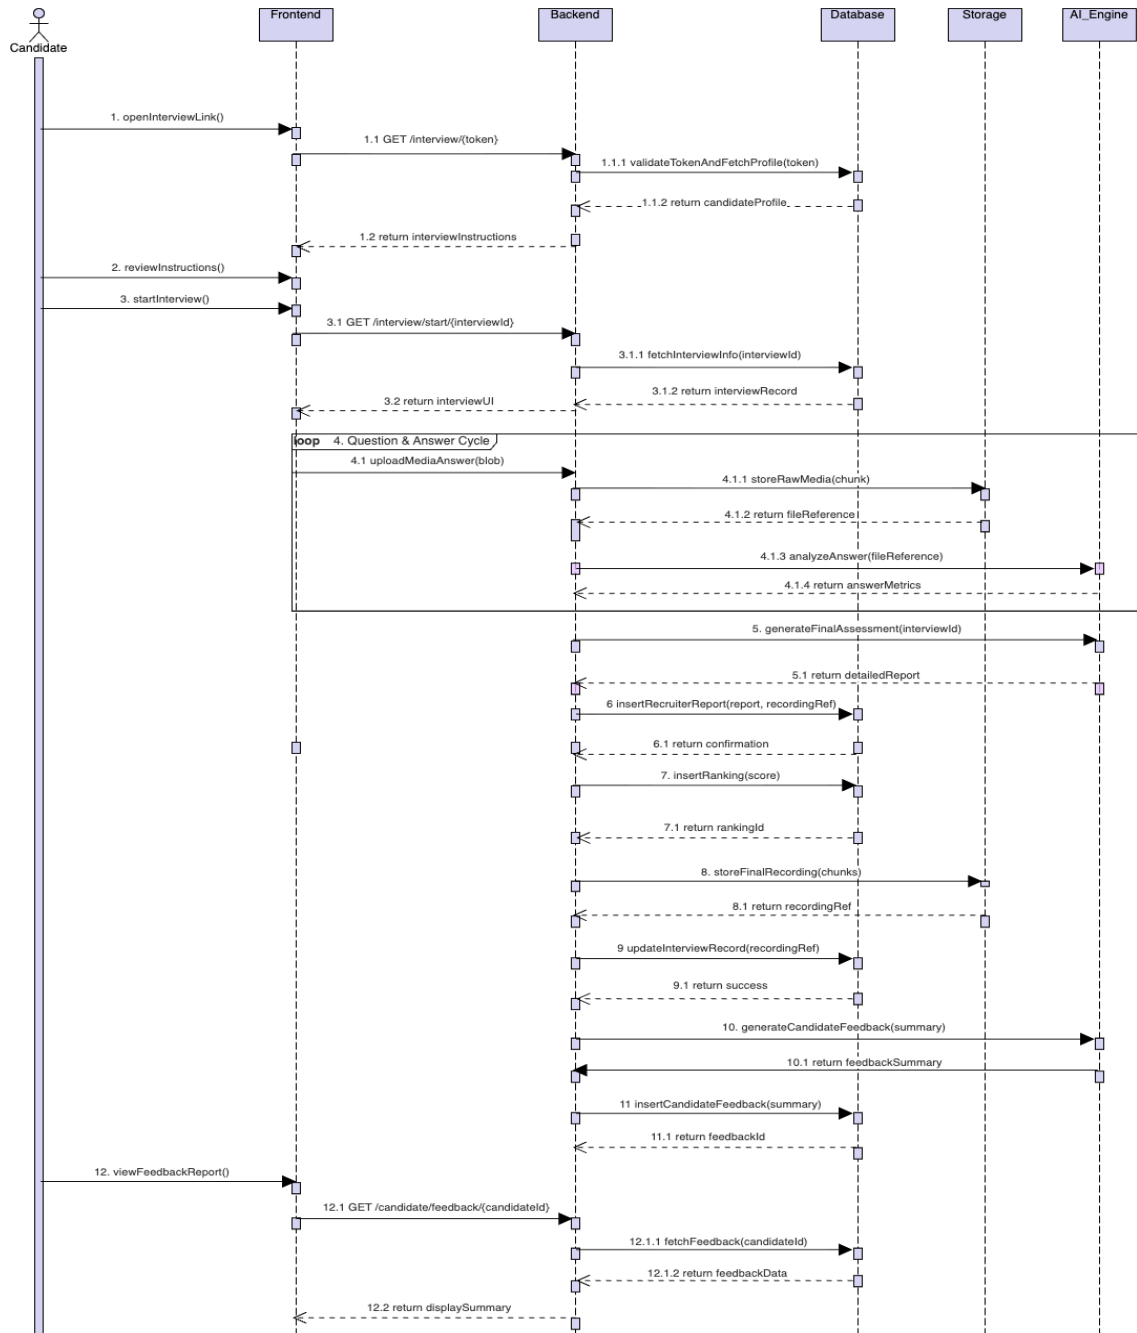 Frontend
Backend
Database
Storage
AI_Engine
Candidate
1. openInterviewLink()
1.1 GET /interview/{token}
1.1.1 validateTokenAndFetchProfile(token)
1.1.2 return candidateProfile
1.2 return interviewInstructions
2. reviewInstructions()
3. startInterview()
3.1 GET /interview/start/{interviewId}
3.1.1 fetchInterviewInfo(interviewId)
3.1.2 return interviewRecord
3.2 return interviewUI
loop 4. Question & Answer Cycle
4.1 uploadMediaAnswer(blob)
4.1.1 storeRawMedia(chunk)
4.1.2 return fileReference
4.1.3 analyzeAnswer(fileReference)
4.1.4 return answerMetrics
5. generateFinalAssessment(interviewId)
5.1 return detailedReport
6 insertRecruiterReport(report, recordingRef)
6.1 return confirmation
7. insertRanking(score)
7.1 return rankingId
8. storeFinalRecording(chunks)
8.1 return recordingRef
9 updateInterviewRecord(recordingRef)
9.1 return success
10. generateCandidateFeedback(summary)
10.1 return feedbackSummary
11 insertCandidateFeedback(summary)
11.1 return feedbackId
12. viewFeedbackReport()
12.1 GET /candidate/feedback/{candidateId}
12.1.1 fetchFeedback(candidateId)
12.1.2 return feedbackData
12.2 return displaySummary